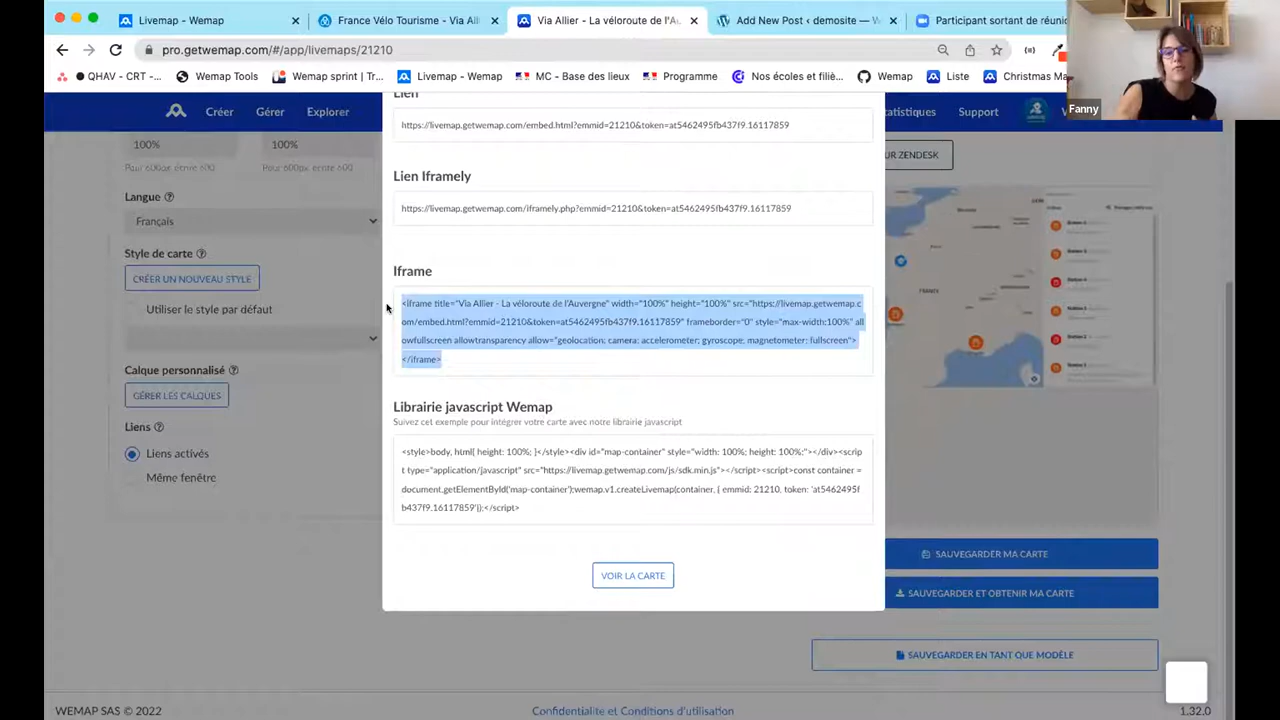 Livemap - Wemap
France Vélo Tourisme - Via All
Via Allier - La véloroute de l'Au
Add New Post ‹ demosite — W
Participant sortant de réunio
pro.getwemap.com/#/app/livemaps/21210
QHAV - CRT -...
Wemap Tools
Wemap sprint | Tr...
Livemap - Wemap
MC - Base des lieux
Programme
Nos écoles et filiè...
Wemap
Liste
Christmas Ma
Fanny
Créer
Gérer
Explorer
tatistiques
Support
Lien
100%
100%
https://livemap.getwemap.com/embed.html?emmid=21210&token=at5462495fb437f9.16117859
UR ZENDESK
Pour 600px, écrire 600
Lien Iframely
Langue
https://livemap.getwemap.com/iframely.php?emmid=21210&token=at5462495fb437f9.16117859
Français
Style de carte
CRÉER UN NOUVEAU STYLE
Iframe
Utiliser le style par défaut
<iframe title="Via Allier - La véloroute de l'Auvergne" width="100%" height="100%" src="https://livemap.getwemap.c
om/embed.html?emmid=21210&token=at5462495fb437f9.16117859" frameborder="0" style="max-width:100%" all
owfullscreen allowtransparency allow="geolocation; camera; accelerometer; gyroscope; magnetometer; fullscreen">
</iframe>
FRANCE
Calque personnalisé
GÉRER LES CALQUES
Librairie javascript Wemap
Suivez cet exemple pour intégrer votre carte avec notre librairie javascript
Liens
Liens activés
Même fenêtre
<style>body, html{ height: 100%; }</style><div id="map-container" style="width: 100%; height: 100%;"></div><scrip
t type="application/javascript" src="https://livemap.getwemap.com/js/sdk.min.js"></script><script>const container =
document.getElementById('map-container');wemap.v1.createLivemap(container, { emmid: 21210, token: 'at5462495f
b437f9.16117859'});</script>
VOIR LA CARTE
SAUVEGARDER MA CARTE
SAUVEGARDER ET OBTENIR MA CARTE
SAUVEGARDER EN TANT QUE MODÈLE
WEMAP SAS © 2022
Confidentialite et Conditions d'utilisation
1.32.0